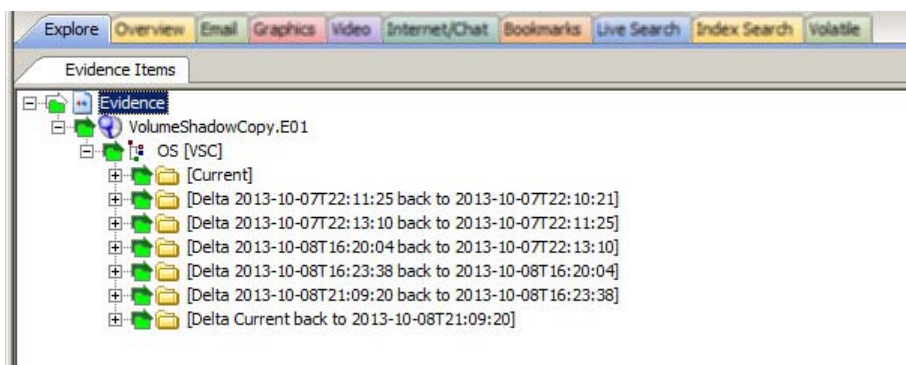 Explore Overview Email Graphics Video Internet/Chat Bookmarks Live Search Index Search Volatile
Evidence Items
Evidence
VolumeShadowCopy.E01
OS [VSC]
[Current]
[Delta 2013-10-07T22:11:25 back to 2013-10-07T22:10:21]
[Delta 2013-10-07T22:13:10 back to 2013-10-07T22:11:25]
[Delta 2013-10-08T16:20:04 back to 2013-10-07T22:13:10]
[Delta 2013-10-08T16:23:38 back to 2013-10-08T16:20:04]
[Delta 2013-10-08T21:09:20 back to 2013-10-08T16:23:38]
[Delta Current back to 2013-10-08T21:09:20]